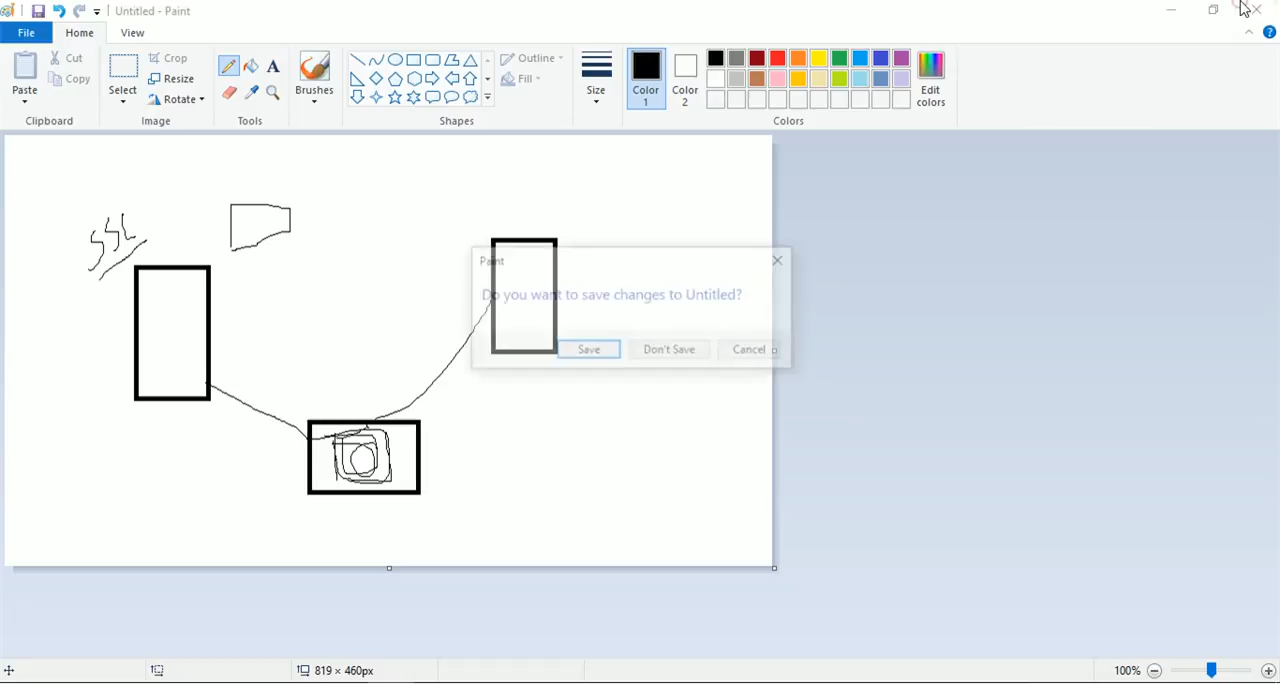 Untitled - Paint
File Home View
Paste Cut Copy Clipboard
Select Crop Resize Rotate Image
A Tools
Brushes
Shapes Outline Fill
Size
Color 1 Color 2 Edit colors Colors
SSL
Paint
Do you want to save changes to Untitled?
Save Don't Save Cancel
819 × 460px 100%